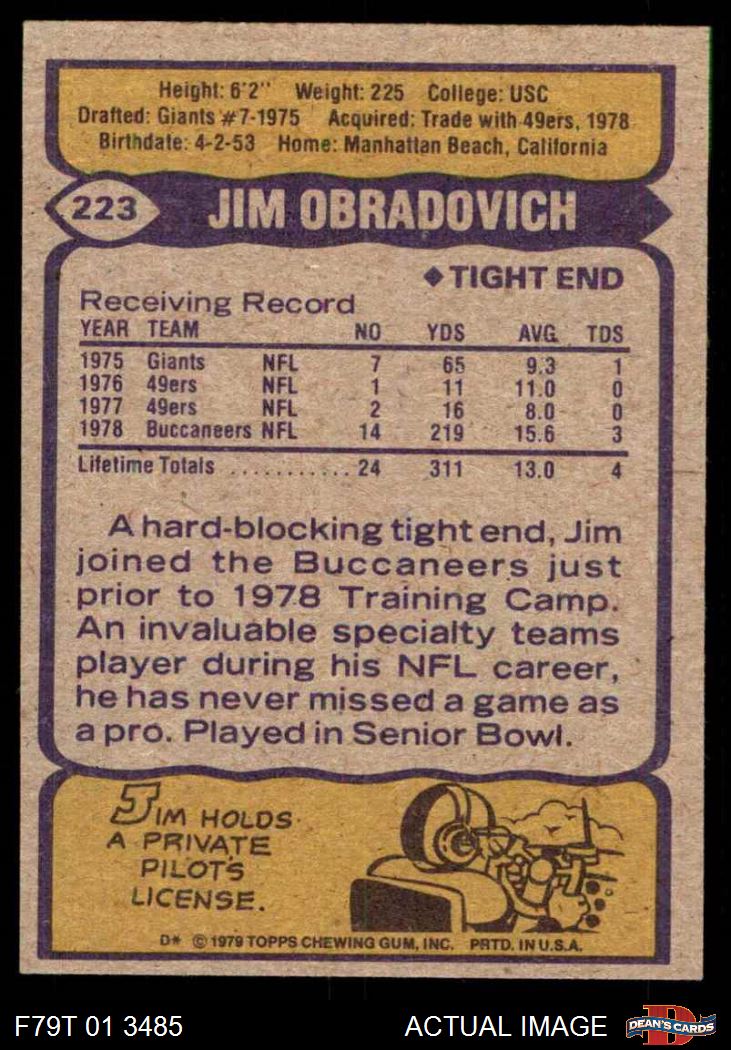 Height: 6'2" Weight: 225 College: USC
Drafted: Giants #7-1975 Acquired: Trade with 49ers, 1978
Birthdate: 4-2-53 Home: Manhattan Beach, California
223 JIM OBRADOVICH
◆TIGHT END
Receiving Record
YEAR TEAM NO YDS AVG. TDS
1975 Giants NFL 7 65 9.3 1
1976 49ers NFL 1 11 11.0 0
1977 49ers NFL 2 16 8.0 0
1978 Buccaneers NFL 14 219 15.6 3
Lifetime Totals ........... 24 311 13.0 4
A hard-blocking tight end, Jim
joined the Buccaneers just
prior to 1978 Training Camp.
An invaluable specialty teams
player during his NFL career,
he has never missed a game as
a pro. Played in Senior Bowl.
JIM HOLDS
A PRIVATE
PILOT'S
LICENSE.
D* © 1979 TOPPS CHEWING GUM, INC. PRTD. IN U.S.A.
F79T 01 3485 ACTUAL IMAGE D DEAN'S CARDS